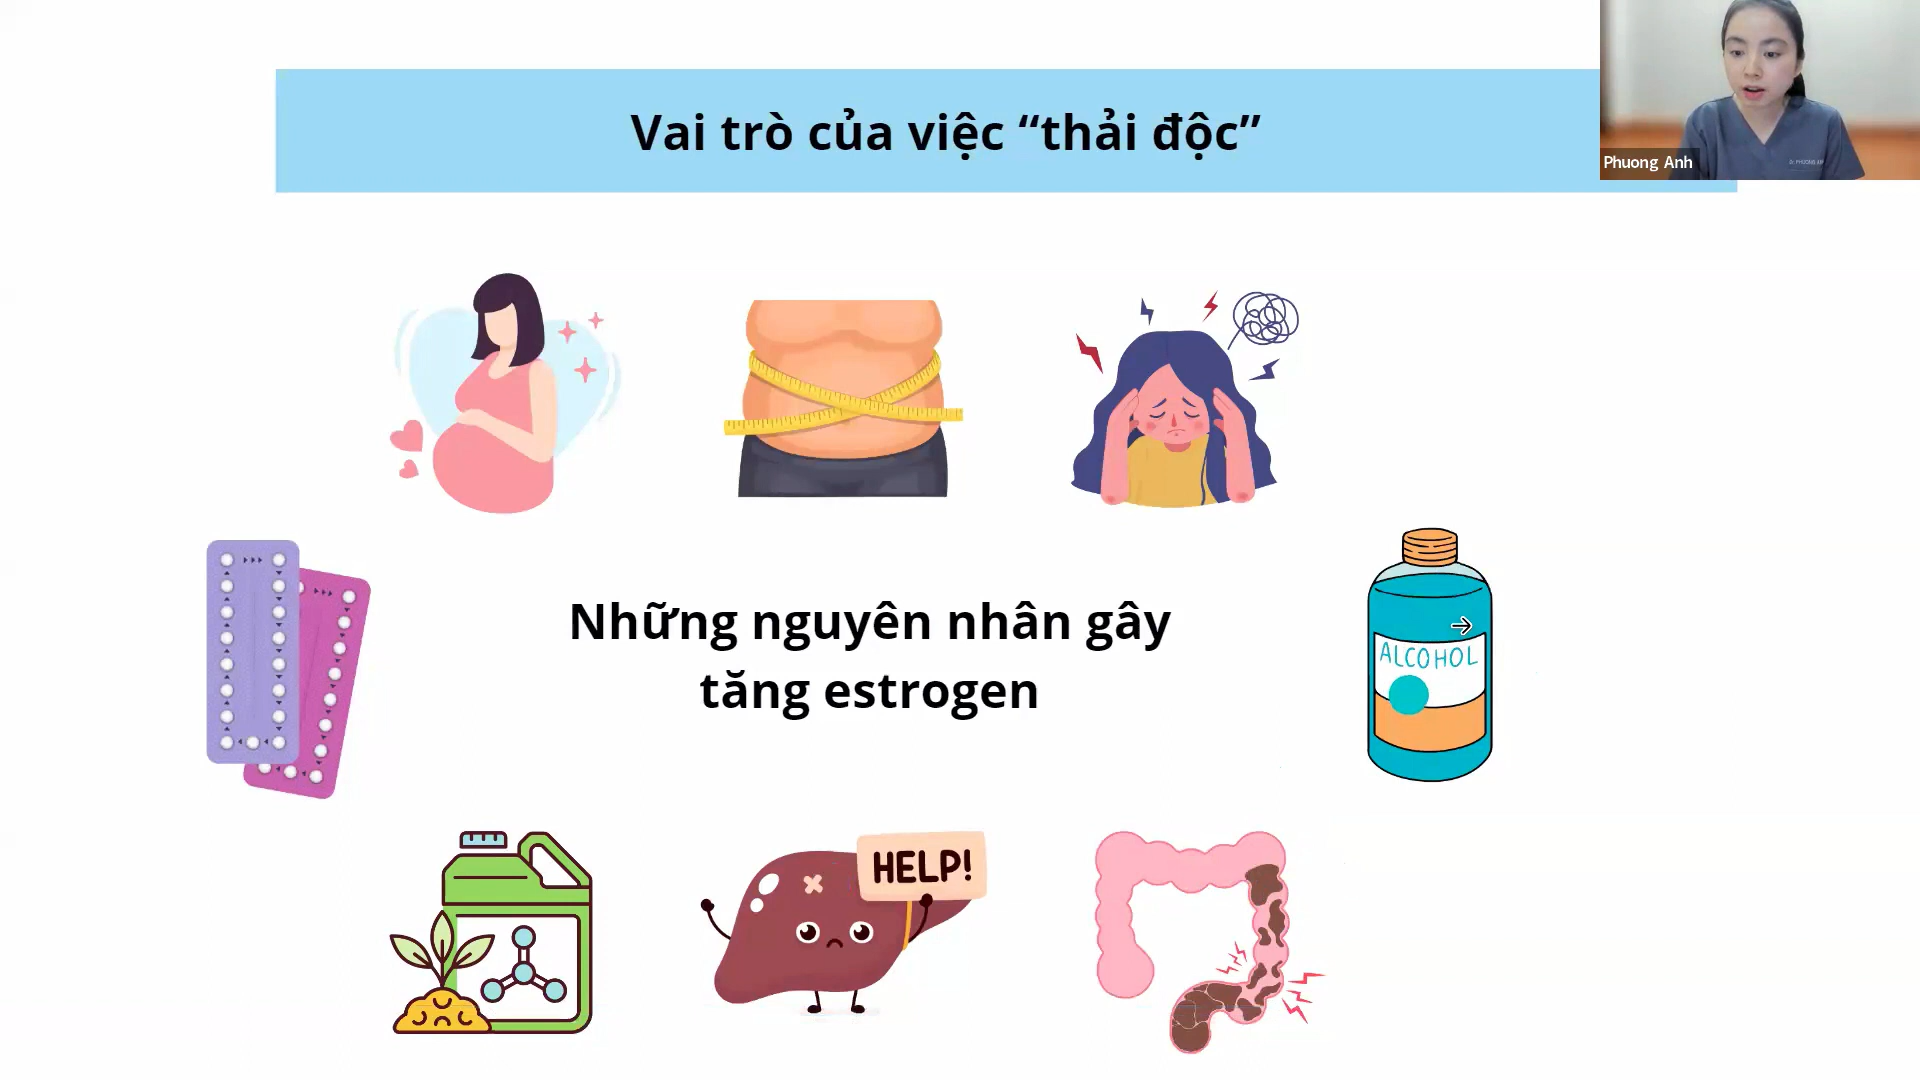 Vai trò của việc “thải độc”
Phuong Anh
Những nguyên nhân gây
tăng estrogen
ALCOHOL
HELP!